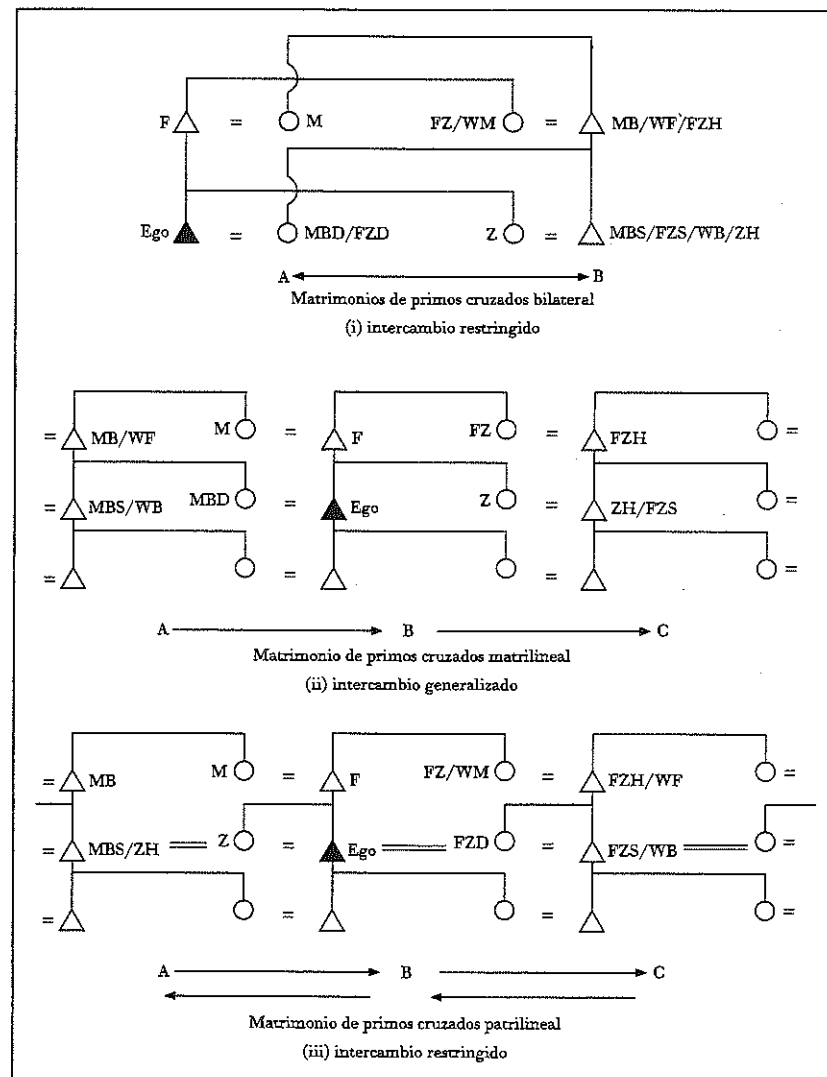 F = M FZ/WM = MB/WF/FZH
Ego = MBD/FZD Z = MBS/FZS/WB/ZH
A B
Matrimonios de primos cruzados bilateral
(i) intercambio restringido
= MB/WF M = F FZ = FZH =
= MBS/WB MBD = Ego Z = ZH/FZS =
= = = =
A B C
Matrimonio de primos cruzados matrilineal
(ii) intercambio generalizado
= MB M = F FZ/WM = FZH/WF =
= MBS/ZH Z = Ego FZD = FZS/WB =
= = = =
A B C
Matrimonio de primos cruzados patrilineal
(iii) intercambio restringido